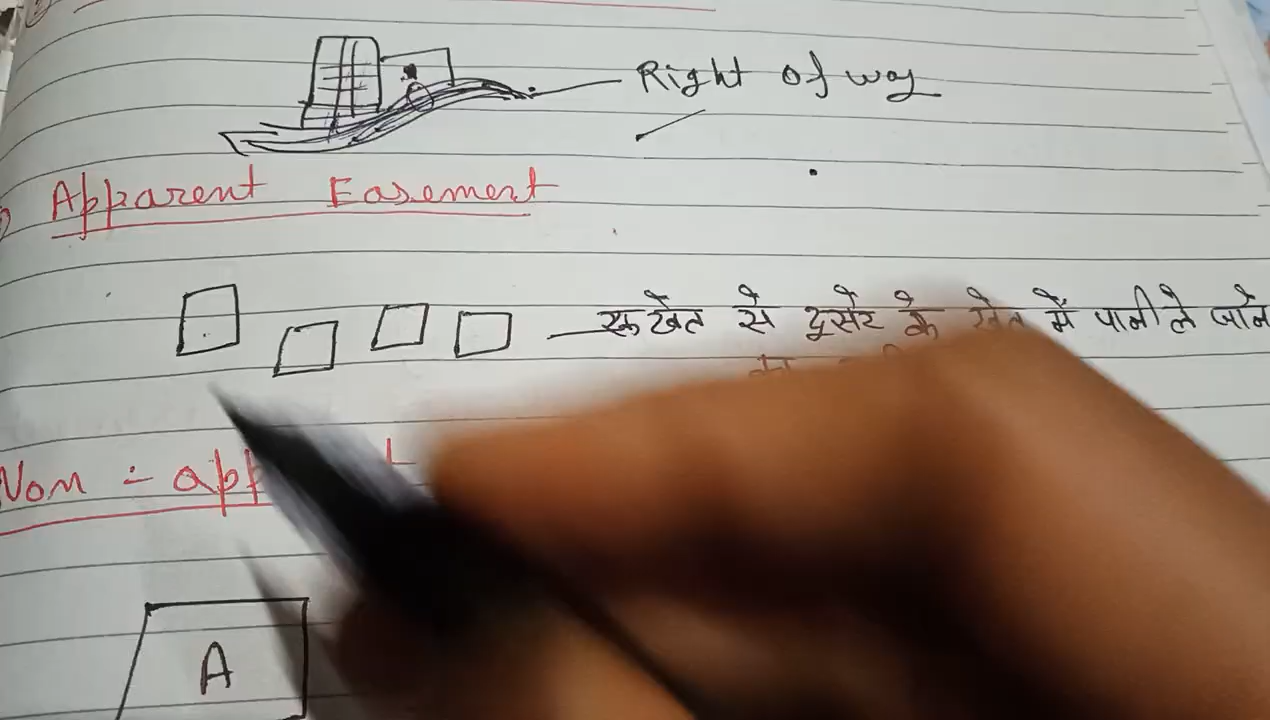 Right of way
Apparent Easement
एक खेत से दूसरे के खेत में पानी ले जाने
का
Non - app
A